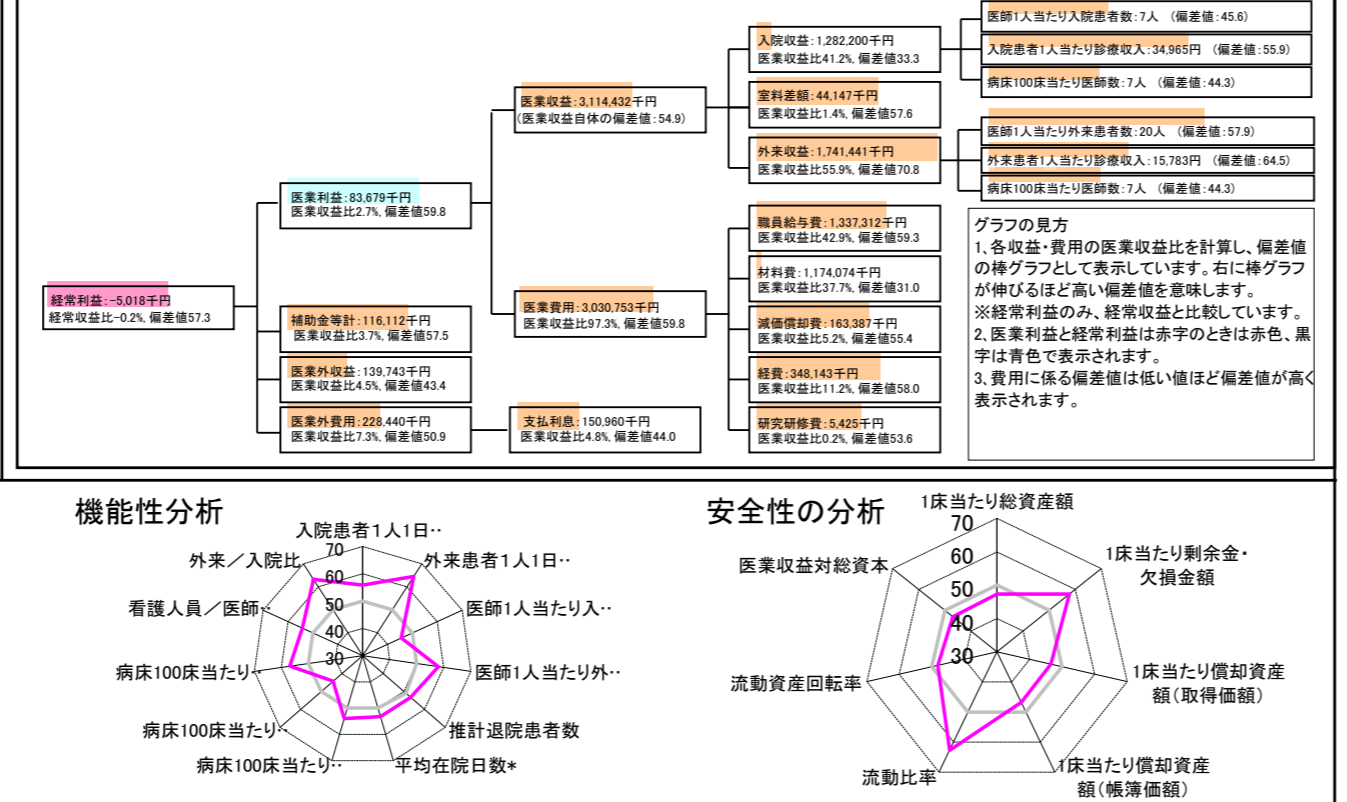 経常利益:-5,018千円
経常収比-0.2%, 偏差値57.3
医業利益:83,679千円
医業収益比2.7%, 偏差値59.8
補助金等計:116,112千円
医業収益比3.7%, 偏差値57.5
医業外収益:139,743千円
医業収益比4.5%, 偏差値43.4
医業外費用:228,440千円
医業収益比7.3%, 偏差値50.9
医業収益:3,114,432千円
(医業収益自体の偏差値:54.9)
医業費用:3,030,753千円
医業収益比97.3%, 偏差値59.8
支払利息:150,960千円
医業収益比4.8%, 偏差値44.0
入院収益:1,282,200千円
医業収益比41.2%, 偏差値33.3
室料差額:44,147千円
医業収益比1.4%, 偏差値57.6
外来収益:1,741,441千円
医業収益比55.9%, 偏差値70.8
職員給与費:1,337,312千円
医業収益比42.9%, 偏差値59.3
材料費:1,174,074千円
医業収益比37.7%, 偏差値31.0
減価償却費:163,387千円
医業収益比5.2%, 偏差値55.4
経費:348,143千円
医業収益比11.2%, 偏差値58.0
研究研修費:5,425千円
医業収益比0.2%, 偏差値53.6
医師1人当たり入院患者数:7人 (偏差値:45.6)
入院患者1人当たり診療収入:34,965円 (偏差値:55.9)
病床100床当たり医師数:7人 (偏差値:44.3)
医師1人当たり外来患者数:20人 (偏差値:57.9)
外来患者1人当たり診療収入:15,783円 (偏差値:64.5)
病床100床当たり医師数:7人 (偏差値:44.3)
グラフの見方
1、各収益・費用の医業収益比を計算し、偏差値
の棒グラフとして表示しています。右に棒グラフ
が伸びるほど高い偏差値を意味します。
※経常利益のみ、経常収益と比較しています。
2、医業利益と経常利益は赤字のときは赤色、黒
字は青色で表示されます。
3、費用に係る偏差値は低い値ほど偏差値が高く
表示されます。
機能性分析
入院患者1人1日‥
外来患者1人1日‥
医師1人当たり入‥
医師1人当たり外‥
推計退院患者数
平均在院日数*
病床100床当たり‥
病床100床当たり‥
病床100床当たり‥
看護人員/医師‥
外来/入院比
70
60
50
40
30
安全性の分析
1床当たり総資産額
1床当たり剰余金・
欠損金額
1床当たり償却資産
額(取得価額)
1床当たり償却資産
額(帳簿価額)
流動比率
流動資産回転率
医業収益対総資本
70
60
50
40
30